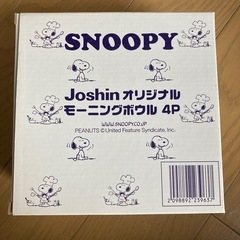 SNOOPY
Joshin オリジナル
モーニングボウル 4P
WWW.SNOOPY.CO.JP
PEANUTS © United Feature Syndicate, Inc.
2098892239637